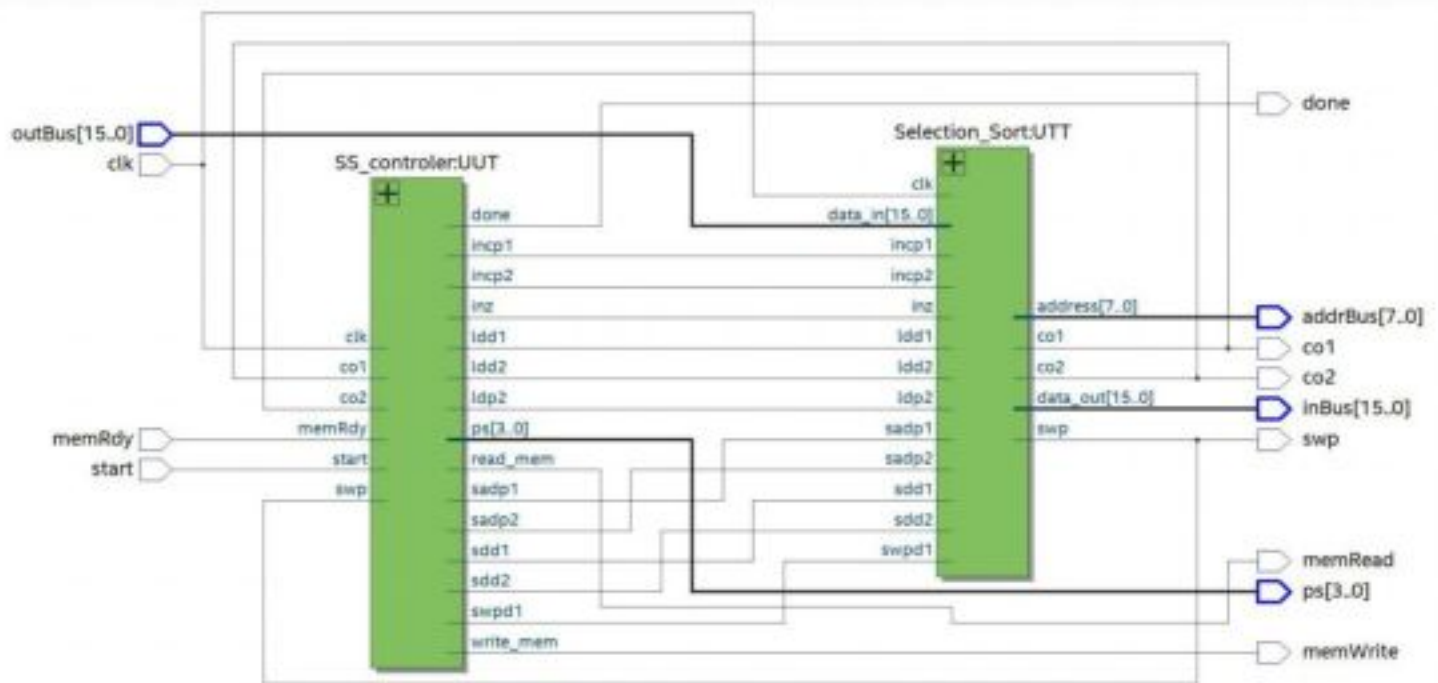 done
outBus[15..0]
Selection_Sort:UTT
clk
SS_controler:UUT
clk
done
data_in[15..0]
incp1
incp1
incp2
incp2
inz
inz
address[7..0]
addrBus[7..0]
clk
ldd1
ldd1
co1
co1
co1
ldd2
ldd2
co2
co2
co2
ldp2
ldp2
data_out[15..0]
inBus[15..0]
memRdy
memRdy
ps[3..0]
sadp1
swp
swp
start
start
read_mem
sadp2
swp
sadp1
sdd1
sadp2
sdd2
sdd1
swpd1
memRead
sdd2
ps[3..0]
swpd1
write_mem
memWrite